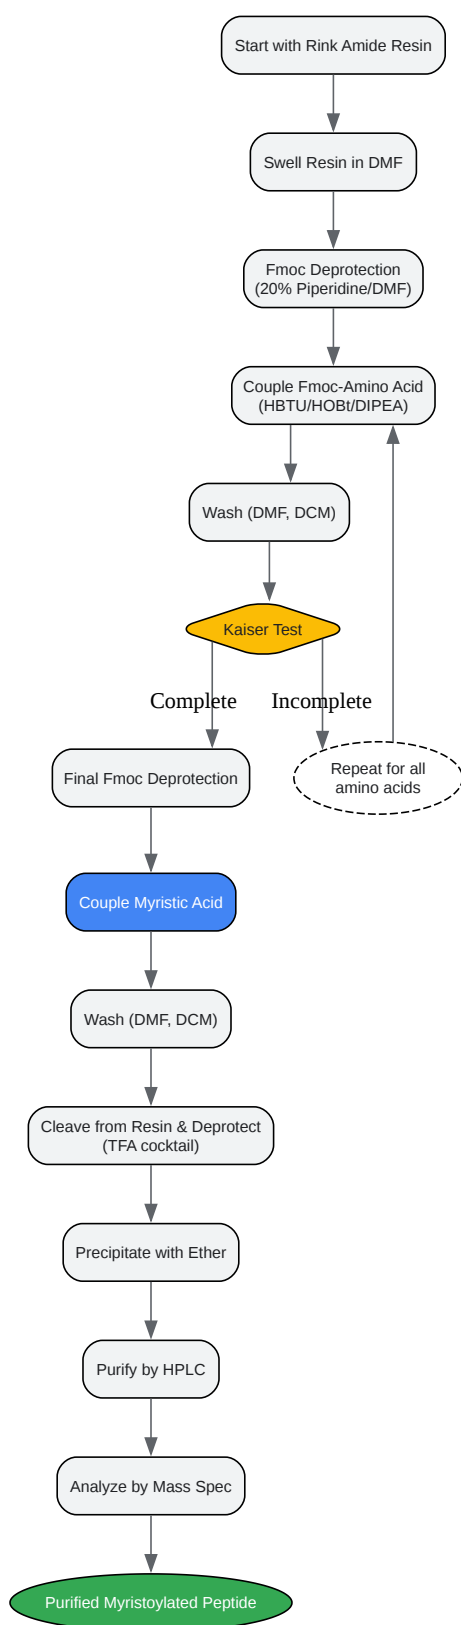 Start with Rink Amide Resin
Swell Resin in DMF
Fmoc Deprotection
(20% Piperidine/DMF)
Couple Fmoc-Amino Acid
(HBTU/HOBt/DIPEA)
Wash (DMF, DCM)
Kaiser Test
Complete
Incomplete
Final Fmoc Deprotection
Repeat for all
amino acids
Couple Myristic Acid
Wash (DMF, DCM)
Cleave from Resin & Deprotect
(TFA cocktail)
Precipitate with Ether
Purify by HPLC
Analyze by Mass Spec
Purified Myristoylated Peptide